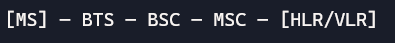 [MS] — BTS — BSC — MSC — [HLR/VLR]